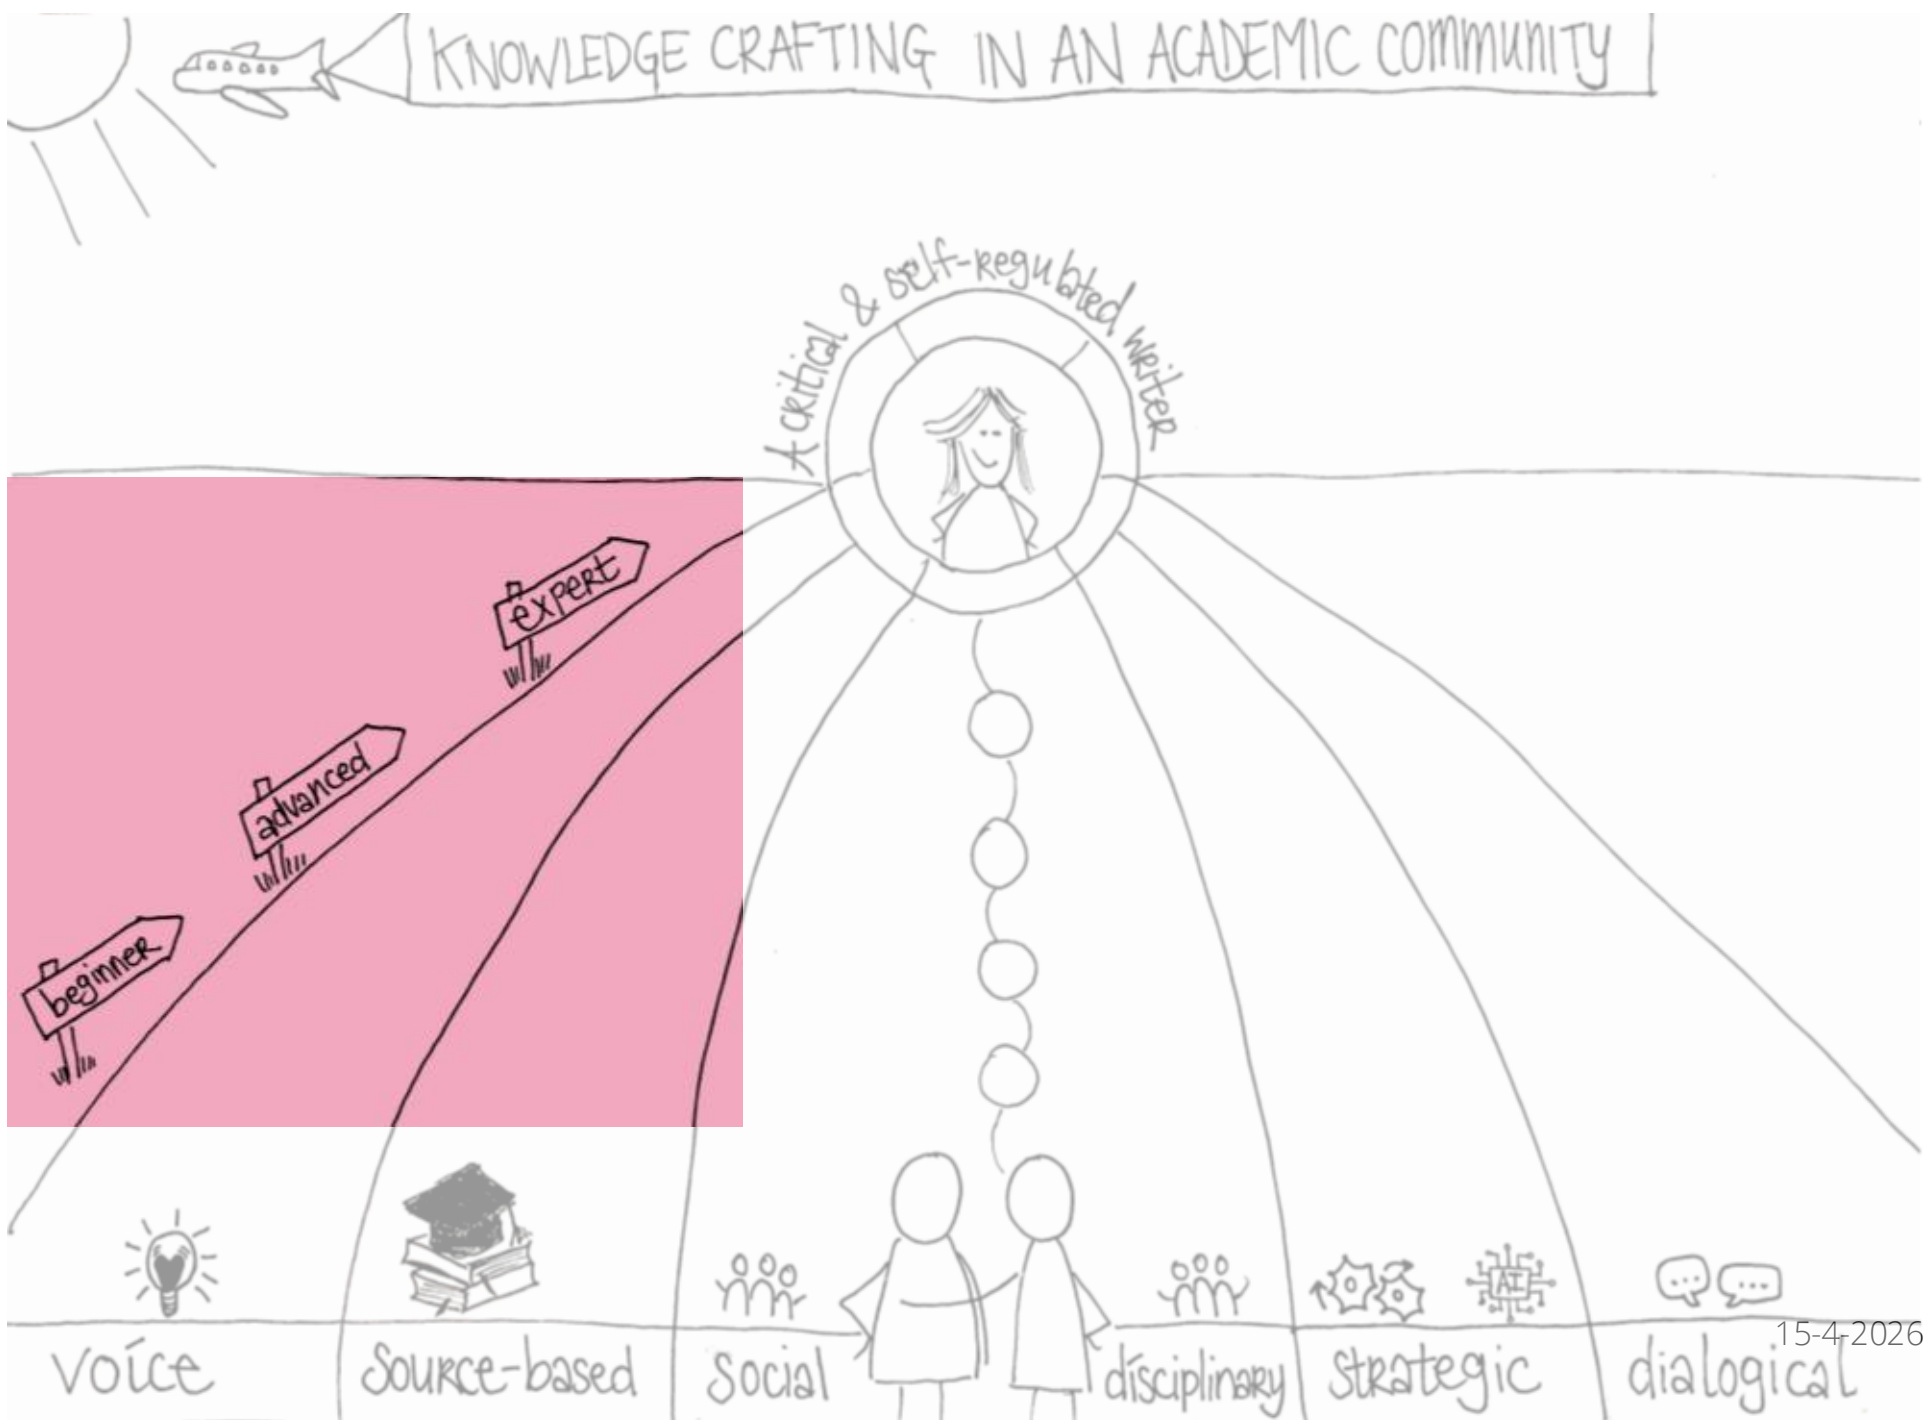 KNOWLEDGE CRAFTING IN AN ACADEMIC COMMUNITY
A critical & self-regulated writer
expert
advanced
beginner
AI
15-4-2026
voice
source-based
social
disciplinary
strategic
dialogical